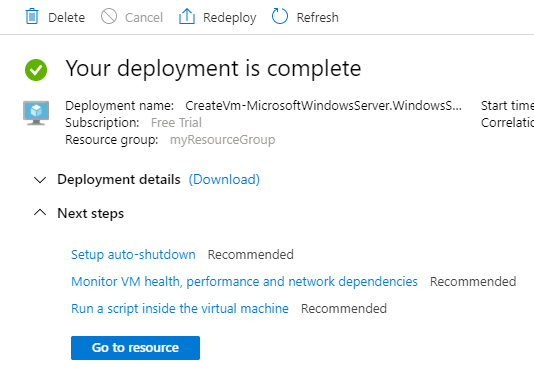 Delete Cancel Redeploy Refresh
Your deployment is complete
Deployment name: CreateVm-MicrosoftWindowsServer.WindowsS... Start time
Subscription: Free Trial Correlatio
Resource group: myResourceGroup
Deployment details (Download)
Next steps
Setup auto-shutdown Recommended
Monitor VM health, performance and network dependencies Recommended
Run a script inside the virtual machine Recommended
Go to resource